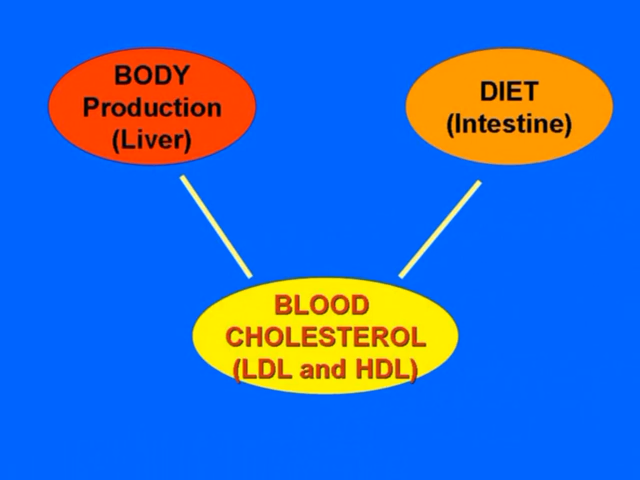 BODY
Production
(Liver)
DIET
(Intestine)
BLOOD
CHOLESTEROL
(LDL and HDL)